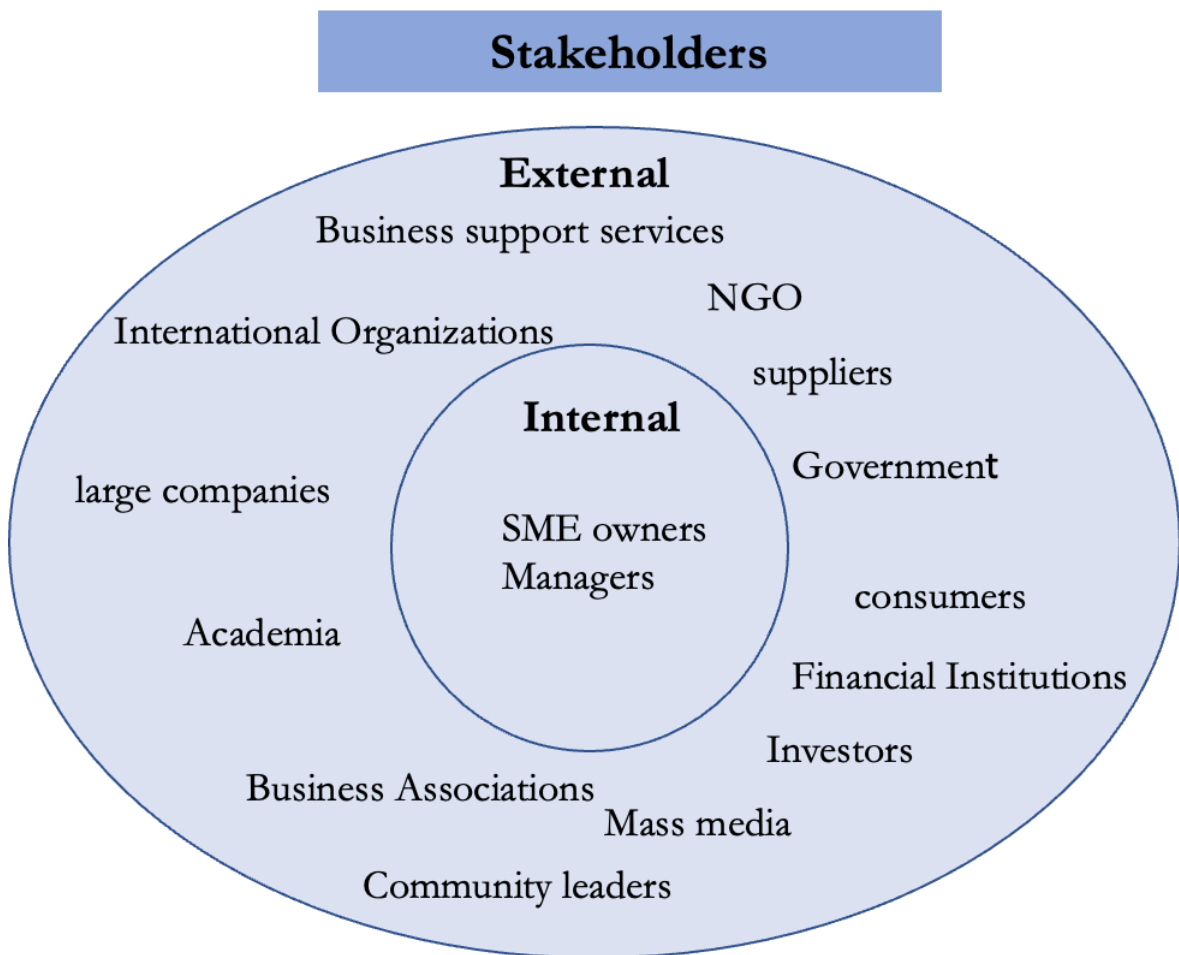 Stakeholders
External
Business support services
NGO
International Organizations
suppliers
Internal
Government
large companies
SME owners
Managers
consumers
Academia
Financial Institutions
Investors
Business Associations
Mass media
Community leaders